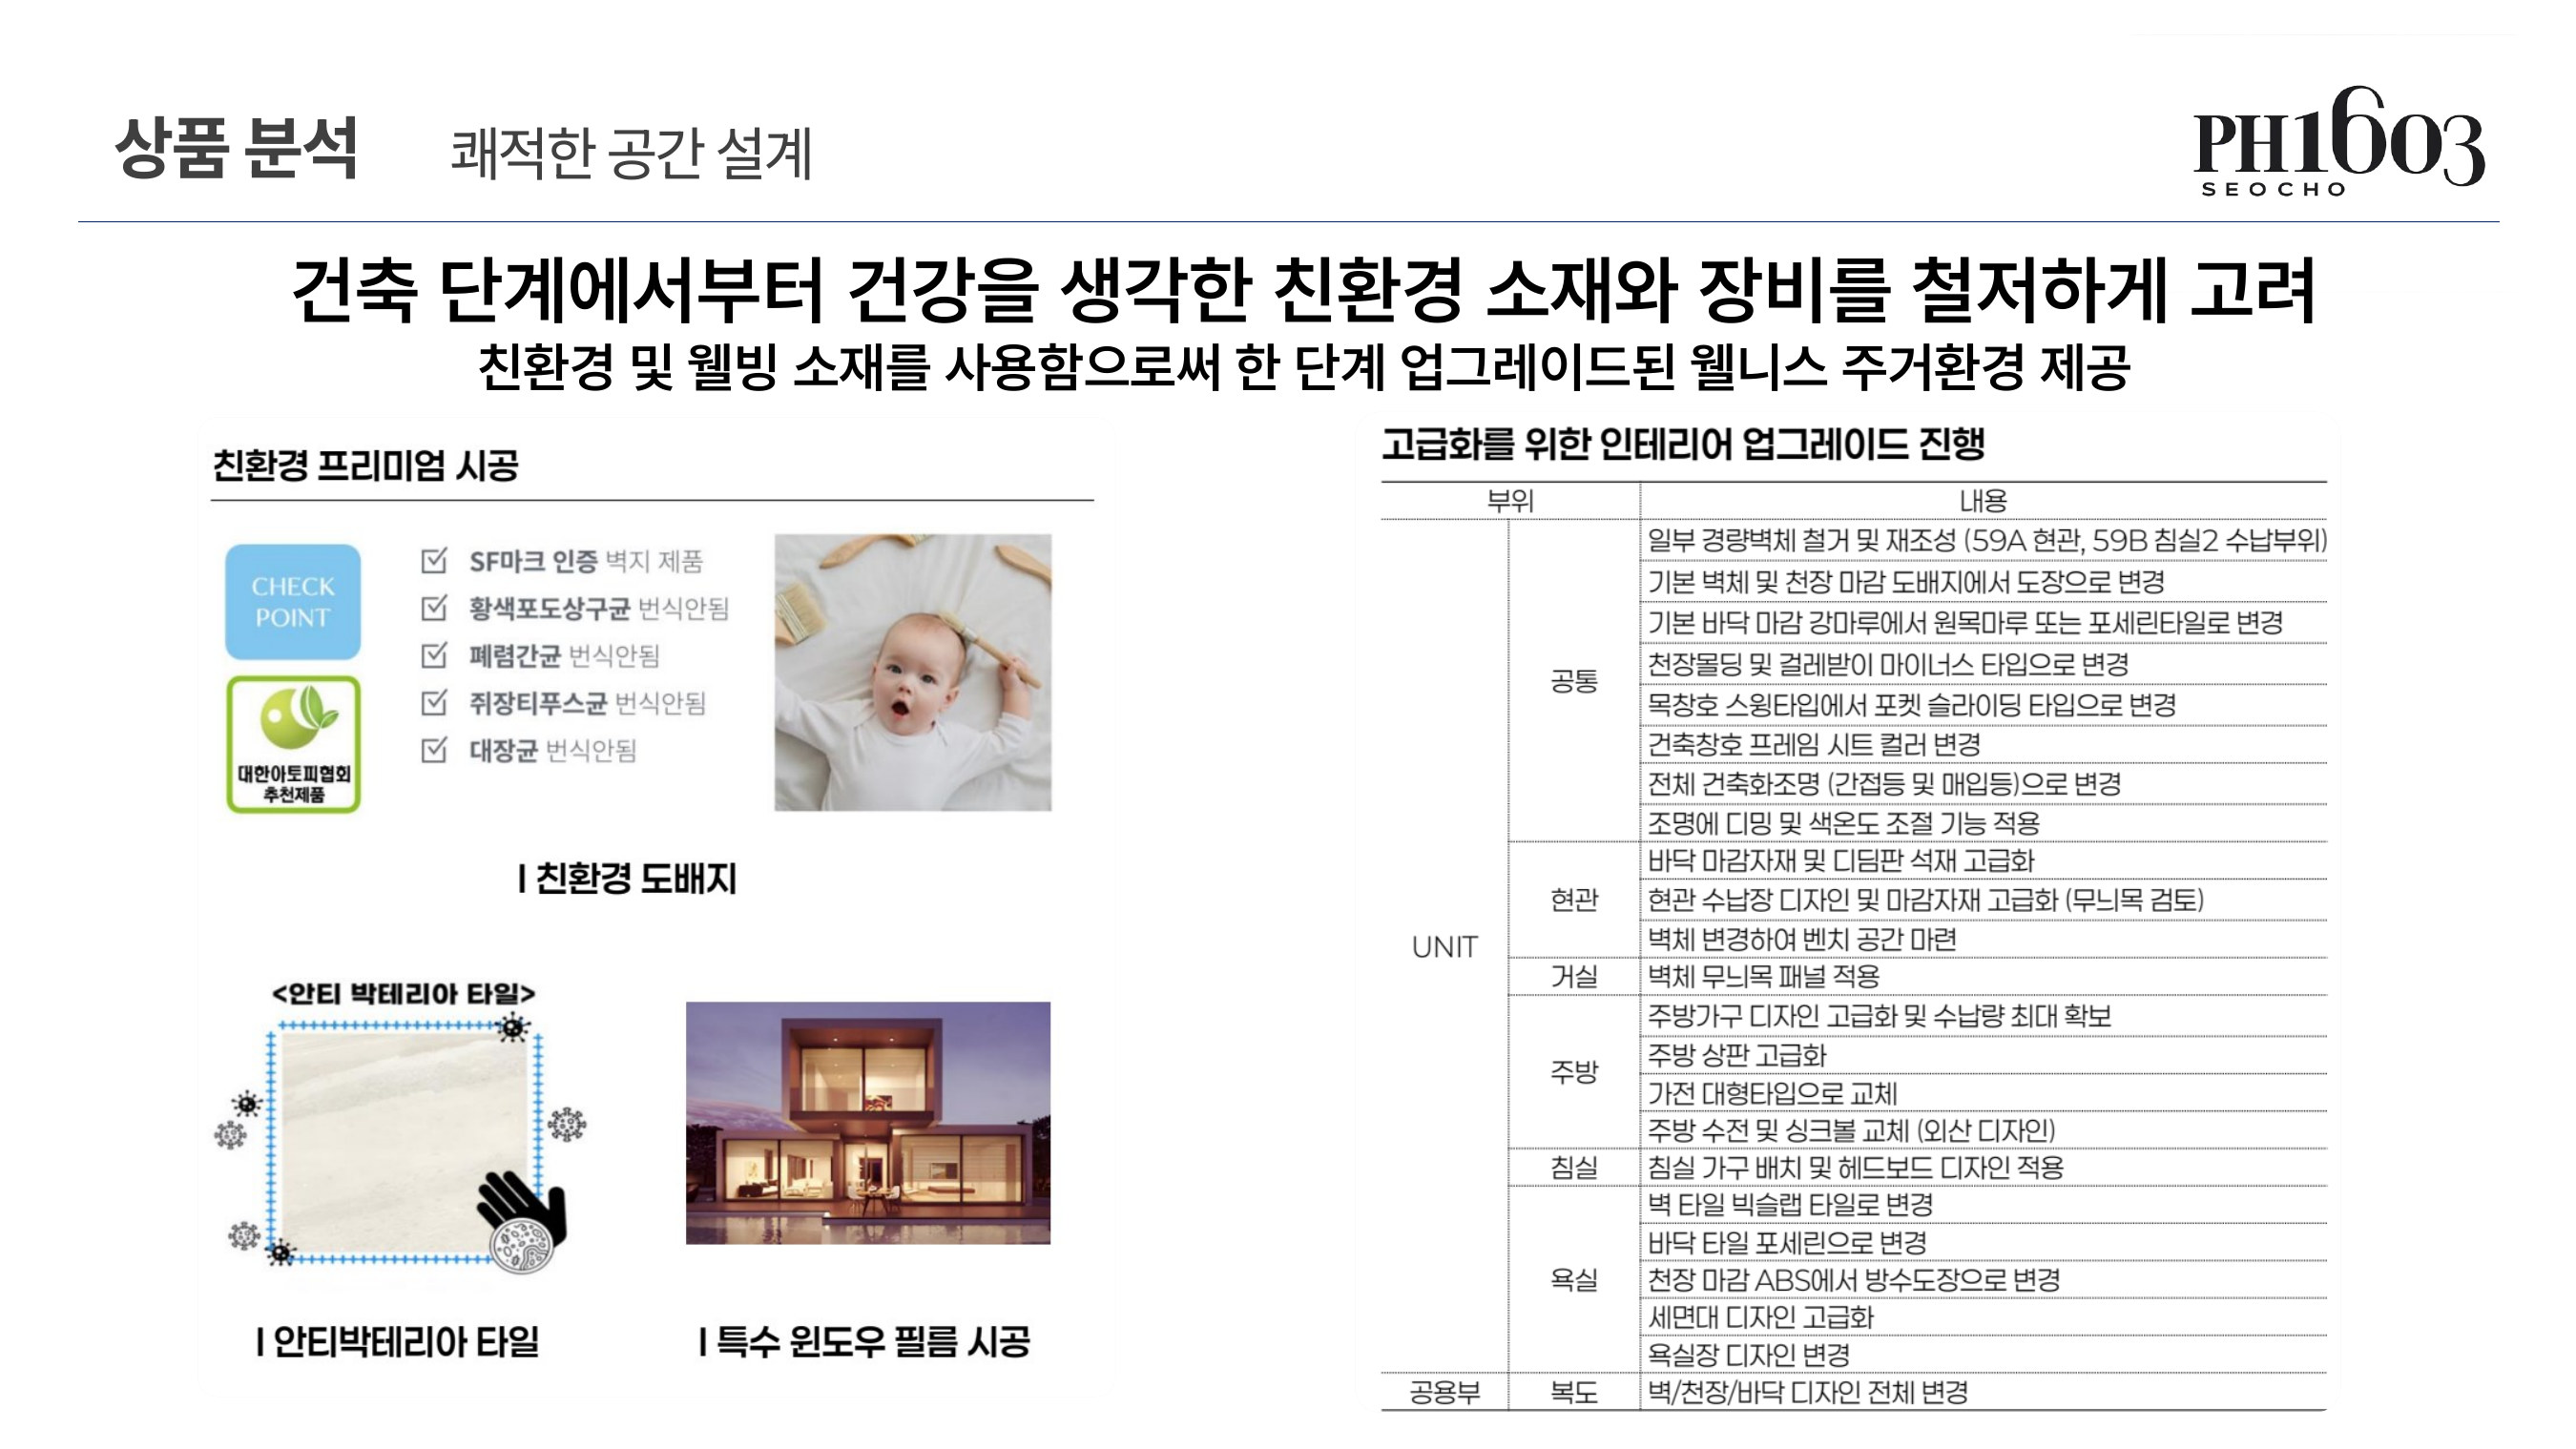 상품 분석 쾌적한 공간 설계
PH1603
SEOCHO
건축 단계에서부터 건강을 생각한 친환경 소재와 장비를 철저하게 고려
친환경 및 웰빙 소재를 사용함으로써 한 단계 업그레이드된 웰니스 주거환경 제공
친환경 프리미엄 시공
CHECK
POINT
대한아토피협회
추천제품
SF마크 인증 벽지 제품
황색포도상구균 번식안됨
폐렴간균 번식안됨
쥐장티푸스균 번식안됨
대장균 번식안됨
I 친환경 도배지
<안티 박테리아 타일>
I 안티박테리아 타일
I 특수 윈도우 필름 시공
고급화를 위한 인테리어 업그레이드 진행
부위 내용
UNIT
공통
일부 경량벽체 철거 및 재조성 (59A 현관, 59B 침실2 수납부위)
기본 벽체 및 천장 마감 도배지에서 도장으로 변경
기본 바닥 마감 강마루에서 원목마루 또는 포세린타일로 변경
천장몰딩 및 걸레받이 마이너스 타입으로 변경
목창호 스윙타입에서 포켓 슬라이딩 타입으로 변경
건축창호 프레임 시트 컬러 변경
전체 건축화조명 (간접등 및 매입등)으로 변경
조명에 디밍 및 색온도 조절 기능 적용
현관
바닥 마감자재 및 디딤판 석재 고급화
현관 수납장 디자인 및 마감자재 고급화 (무늬목 검토)
벽체 변경하여 벤치 공간 마련
거실 벽체 무늬목 패널 적용
주방
주방가구 디자인 고급화 및 수납량 최대 확보
주방 상판 고급화
가전 대형타입으로 교체
주방 수전 및 싱크볼 교체 (외산 디자인)
침실 침실 가구 배치 및 헤드보드 디자인 적용
욕실
벽 타일 빅슬랩 타일로 변경
바닥 타일 포세린으로 변경
천장 마감 ABS에서 방수도장으로 변경
세면대 디자인 고급화
욕실장 디자인 변경
공용부 복도 벽/천장/바닥 디자인 전체 변경